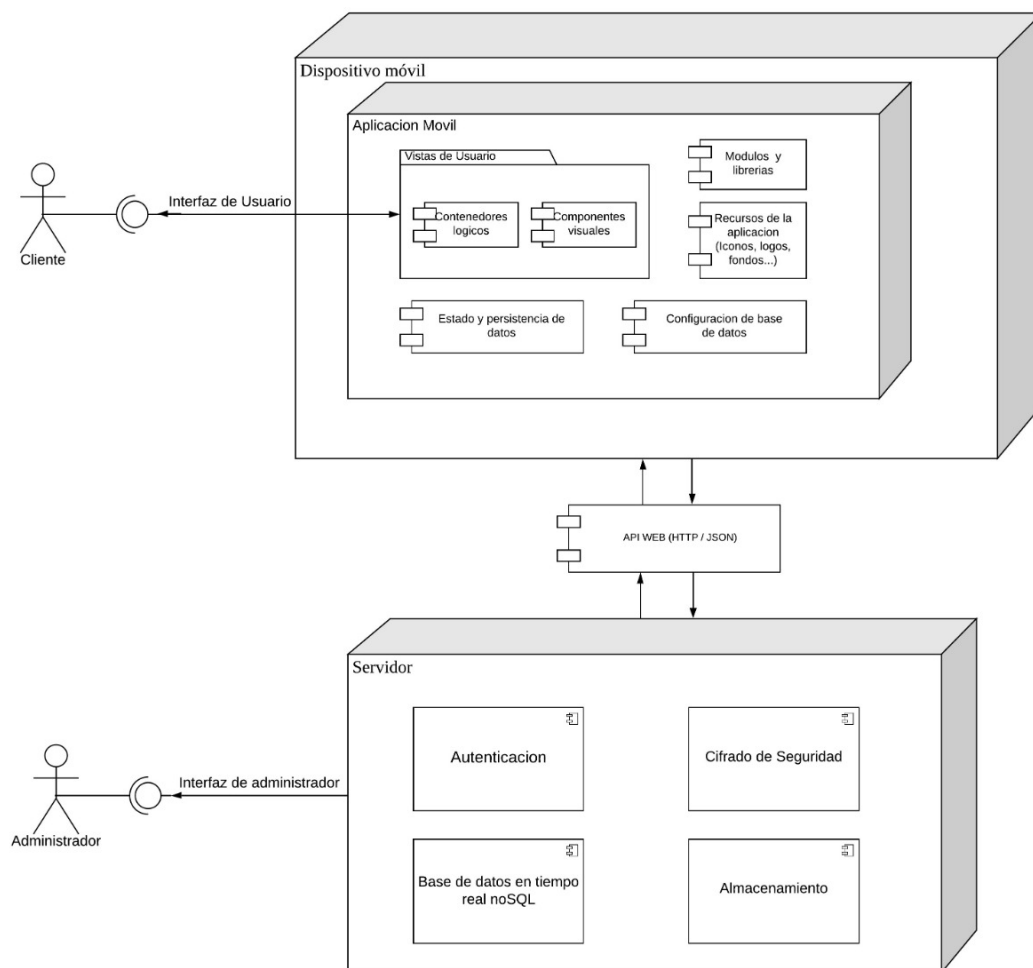 Dispositivo móvil
Aplicacion Movil
Vistas de Usuario
Contenedores
logicos
Componentes
visuales
Modulos y
librerias
Recursos de la
aplicacion
(Iconos, logos,
fondos...)
Estado y persistencia de
datos
Configuracion de base
de datos
Interfaz de Usuario
Cliente
API WEB (HTTP / JSON)
Servidor
Autenticacion
Cifrado de Seguridad
Interfaz de administrador
Administrador
Base de datos en tiempo
real noSQL
Almacenamiento